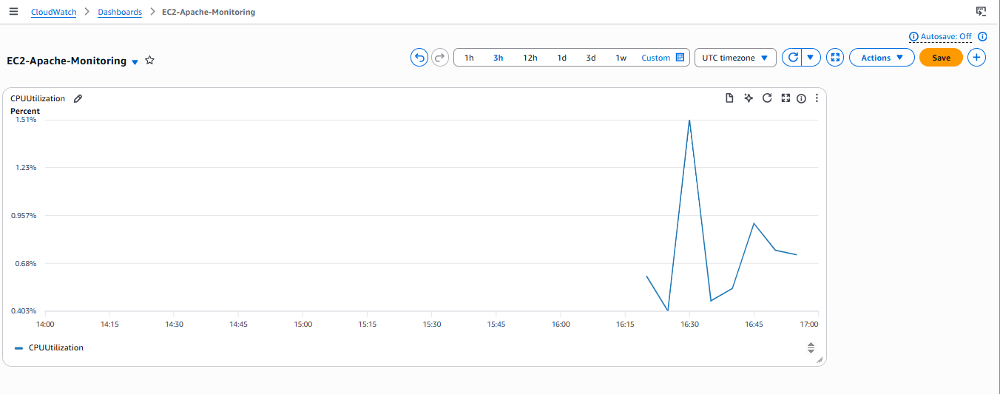 CloudWatch > Dashboards > EC2-Apache-Monitoring
Autosave: Off
EC2-Apache-Monitoring
1h 3h 12h 1d 3d 1w Custom UTC timezone Actions Save
CPUUtilization
Percent
1.51%
1.23%
0.957%
0.68%
0.403%
14:00 14:15 14:30 14:45 15:00 15:15 15:30 15:45 16:00 16:15 16:30 16:45 17:00
CPUUtilization